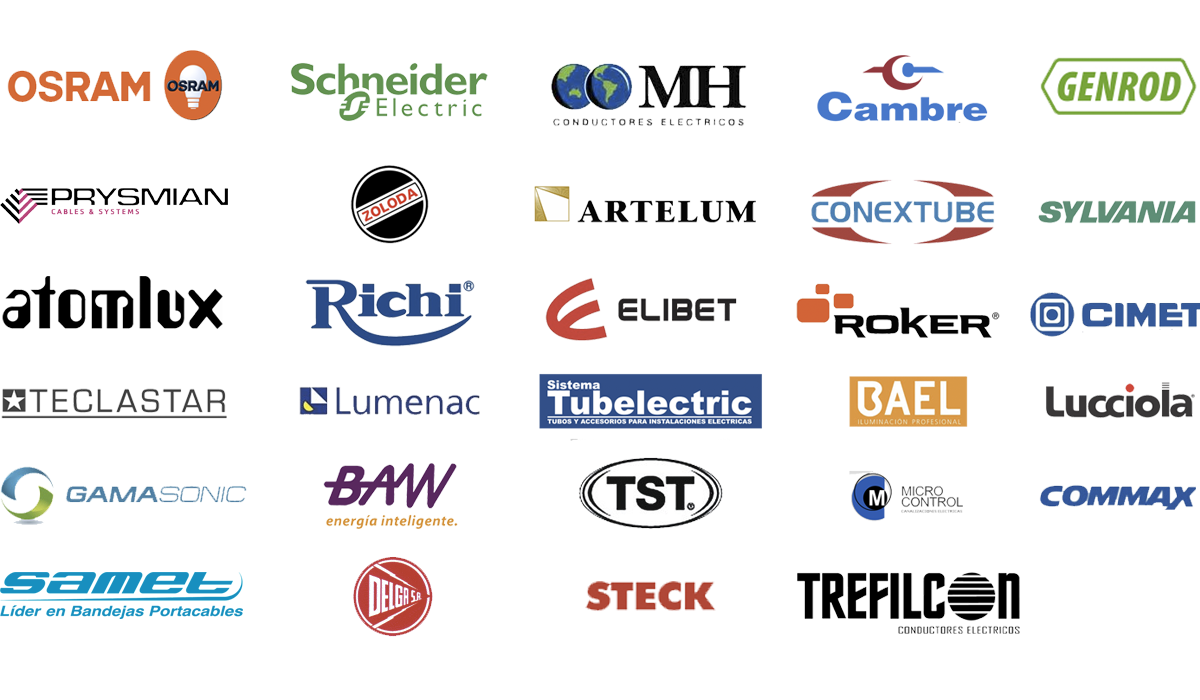 OSRAM
OSRAM
Schneider
Electric
MH
CONDUCTORES ELECTRICOS
Cambre
GENROD
PRYSMIAN
CABLES & SYSTEMS
ZOLODA
ARTELUM
CONEXTUBE
SYLVANIA
atomlux
Richi®
ELIBET
ROKER®
CIMET
TECLASTAR
Lumenac
Sistema
Tubelectric
TUBOS Y ACCESORIOS PARA INSTALACIONES ELECTRICAS
BAEL
ILUMINACIÓN PROFESIONAL
Lucciola
GAMASONIC
BAW
energía inteligente.
TST®
M
MICRO
CONTROL
CANALIZACIONES ELECTRICAS
COMMAX
samet
Líder en Bandejas Portacables
DELGA S.A.
STECK
TREFILCON
CONDUCTORES ELECTRICOS